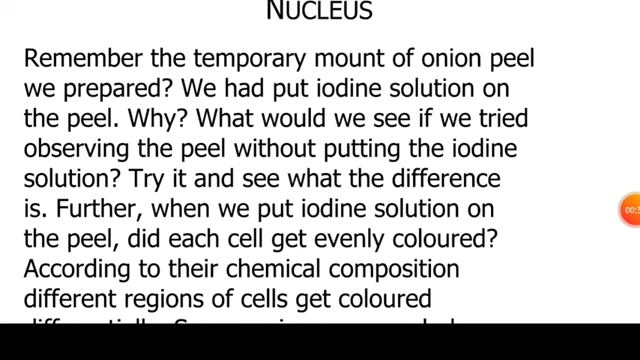 NUCLEUS
Remember the temporary mount of onion peel
we prepared? We had put iodine solution on
the peel. Why? What would we see if we tried
observing the peel without putting the iodine
solution? Try it and see what the difference
is. Further, when we put iodine solution on
the peel, did each cell get evenly coloured?
According to their chemical composition
different regions of cells get coloured